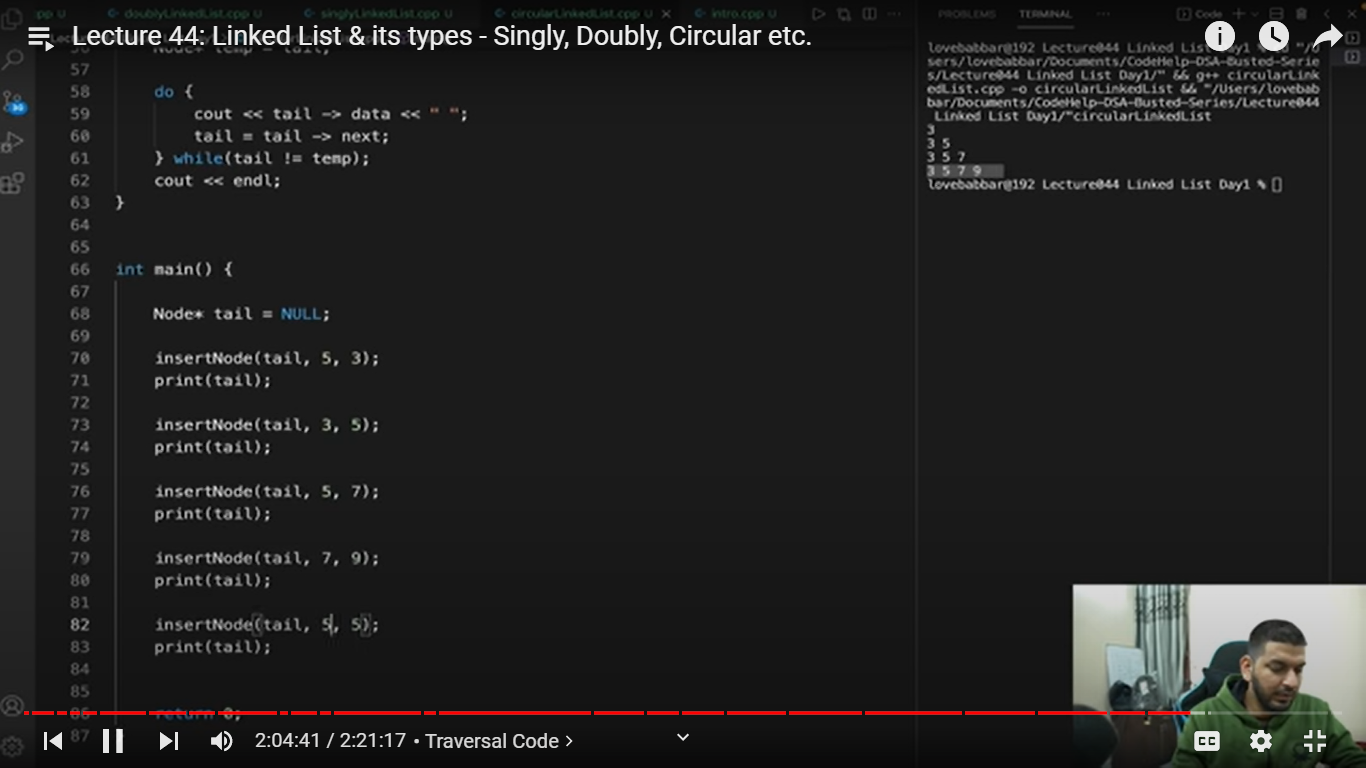 doublyLinkedList.cpp U singlyLinkedList.cpp U circularLinkedList.cpp U intro.cpp U
PROBLEMS TERMINAL ··· Code
Lecture 44: Linked List & its types - Singly, Doubly, Circular etc.
Node* temp = tail;
57
58 do {
59 cout << tail -> data << " ";
60 tail = tail -> next;
61 } while(tail != temp);
62 cout << endl;
63 }
64
65
66 int main() {
67
68 Node* tail = NULL;
69
70 insertNode(tail, 5, 3);
71 print(tail);
72
73 insertNode(tail, 3, 5);
74 print(tail);
75
76 insertNode(tail, 5, 7);
77 print(tail);
78
79 insertNode(tail, 7, 9);
80 print(tail);
81
82 insertNode(tail, 5, 5);
83 print(tail);
84
85
86 return 0;
87
lovebabbar@192 Lecture044 Linked List Day1 %
sers/lovebabbar/Documents/CodeHelp-DSA-Busted-Serie
s/Lecture044 Linked List Day1/" && g++ circularLink
edList.cpp -o circularLinkedList && "/Users/lovebab
bar/Documents/CodeHelp-DSA-Busted-Series/Lecture044
Linked List Day1/"circularLinkedList
3
3 5
3 5 7
3 5 7 9
lovebabbar@192 Lecture044 Linked List Day1 %
2:04:41 / 2:21:17 • Traversal Code >
CC